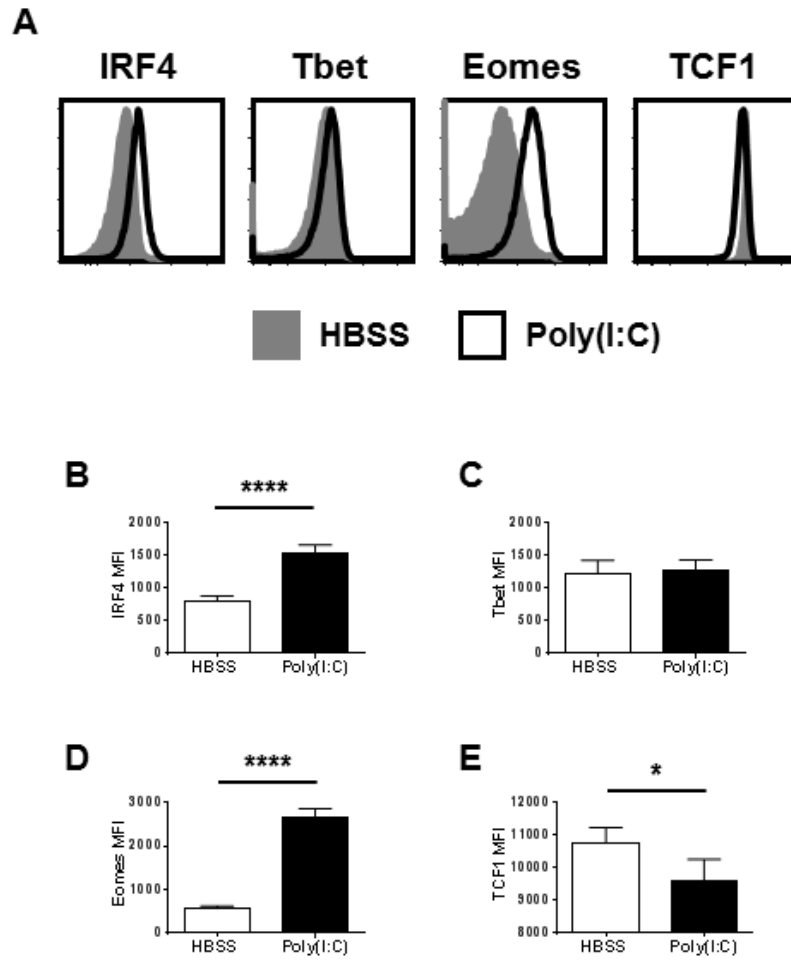 A
IRF4 Tbet Eomes TCF1
HBSS Poly(I:C)
B
****
IRF4 MFI
2000
1500
1000
500
0
HBSS Poly(I:C)
C
Tbet MFI
2000
1500
1000
500
0
HBSS Poly(I:C)
D
****
Eomes MFI
3000
2000
1000
0
HBSS Poly(I:C)
E
*
TCF1 MFI
12000
11000
10000
9000
8000
HBSS Poly(I:C)